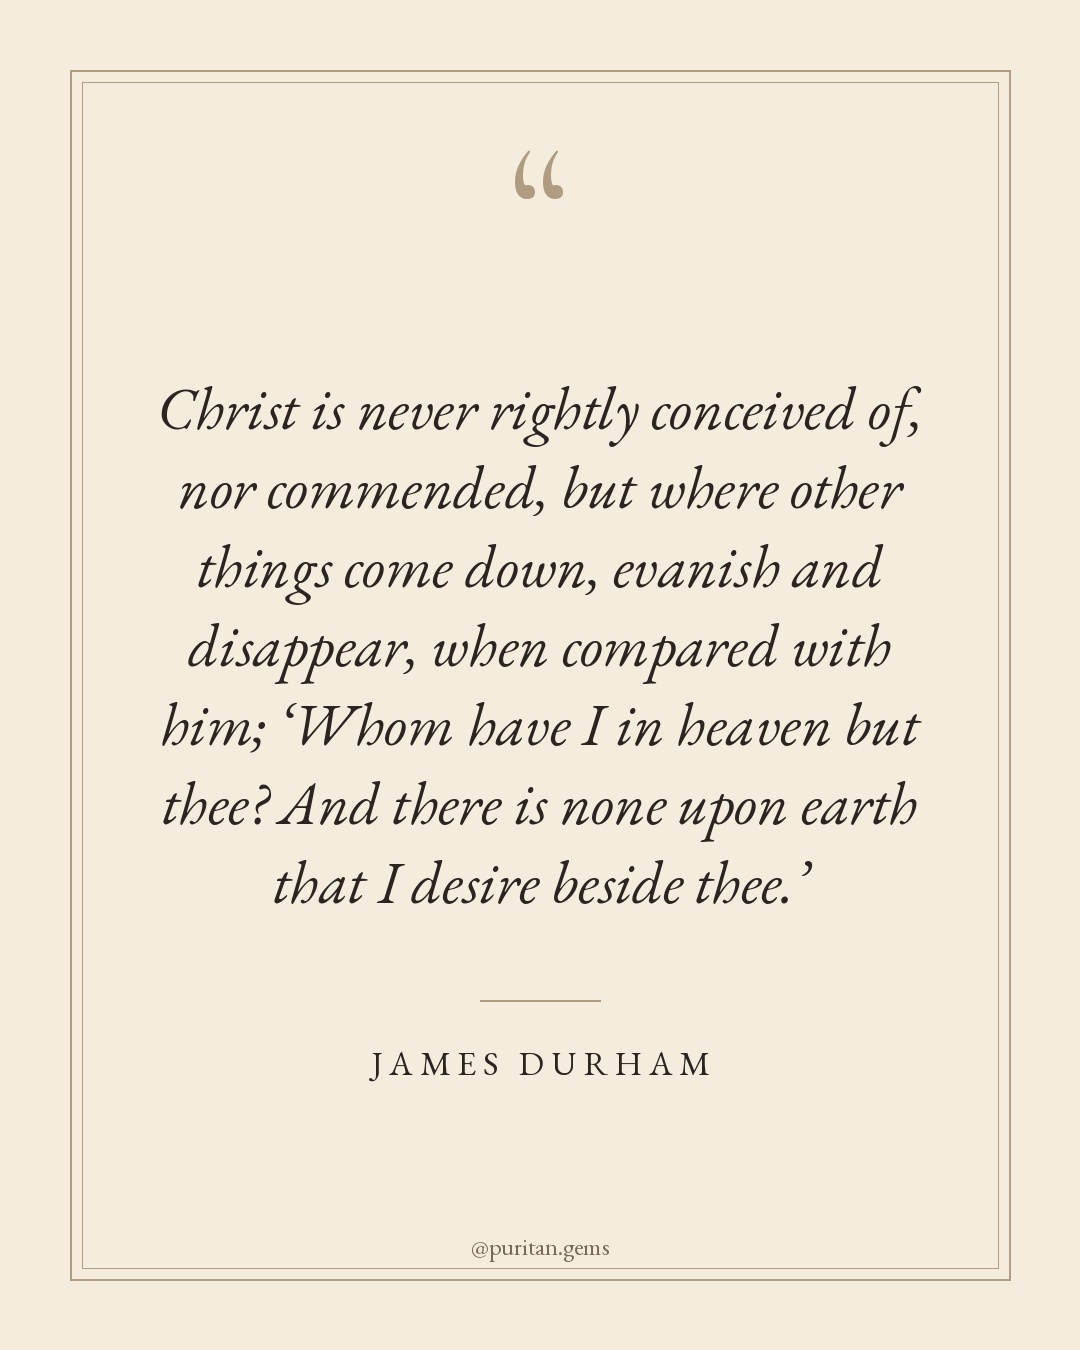 “
Christ is never rightly conceived of,
nor commended, but where other
things come down, evanish and
disappear, when compared with
him; ‘Whom have I in heaven but
thee? And there is none upon earth
that I desire beside thee.’
JAMES DURHAM
@puritan.gems